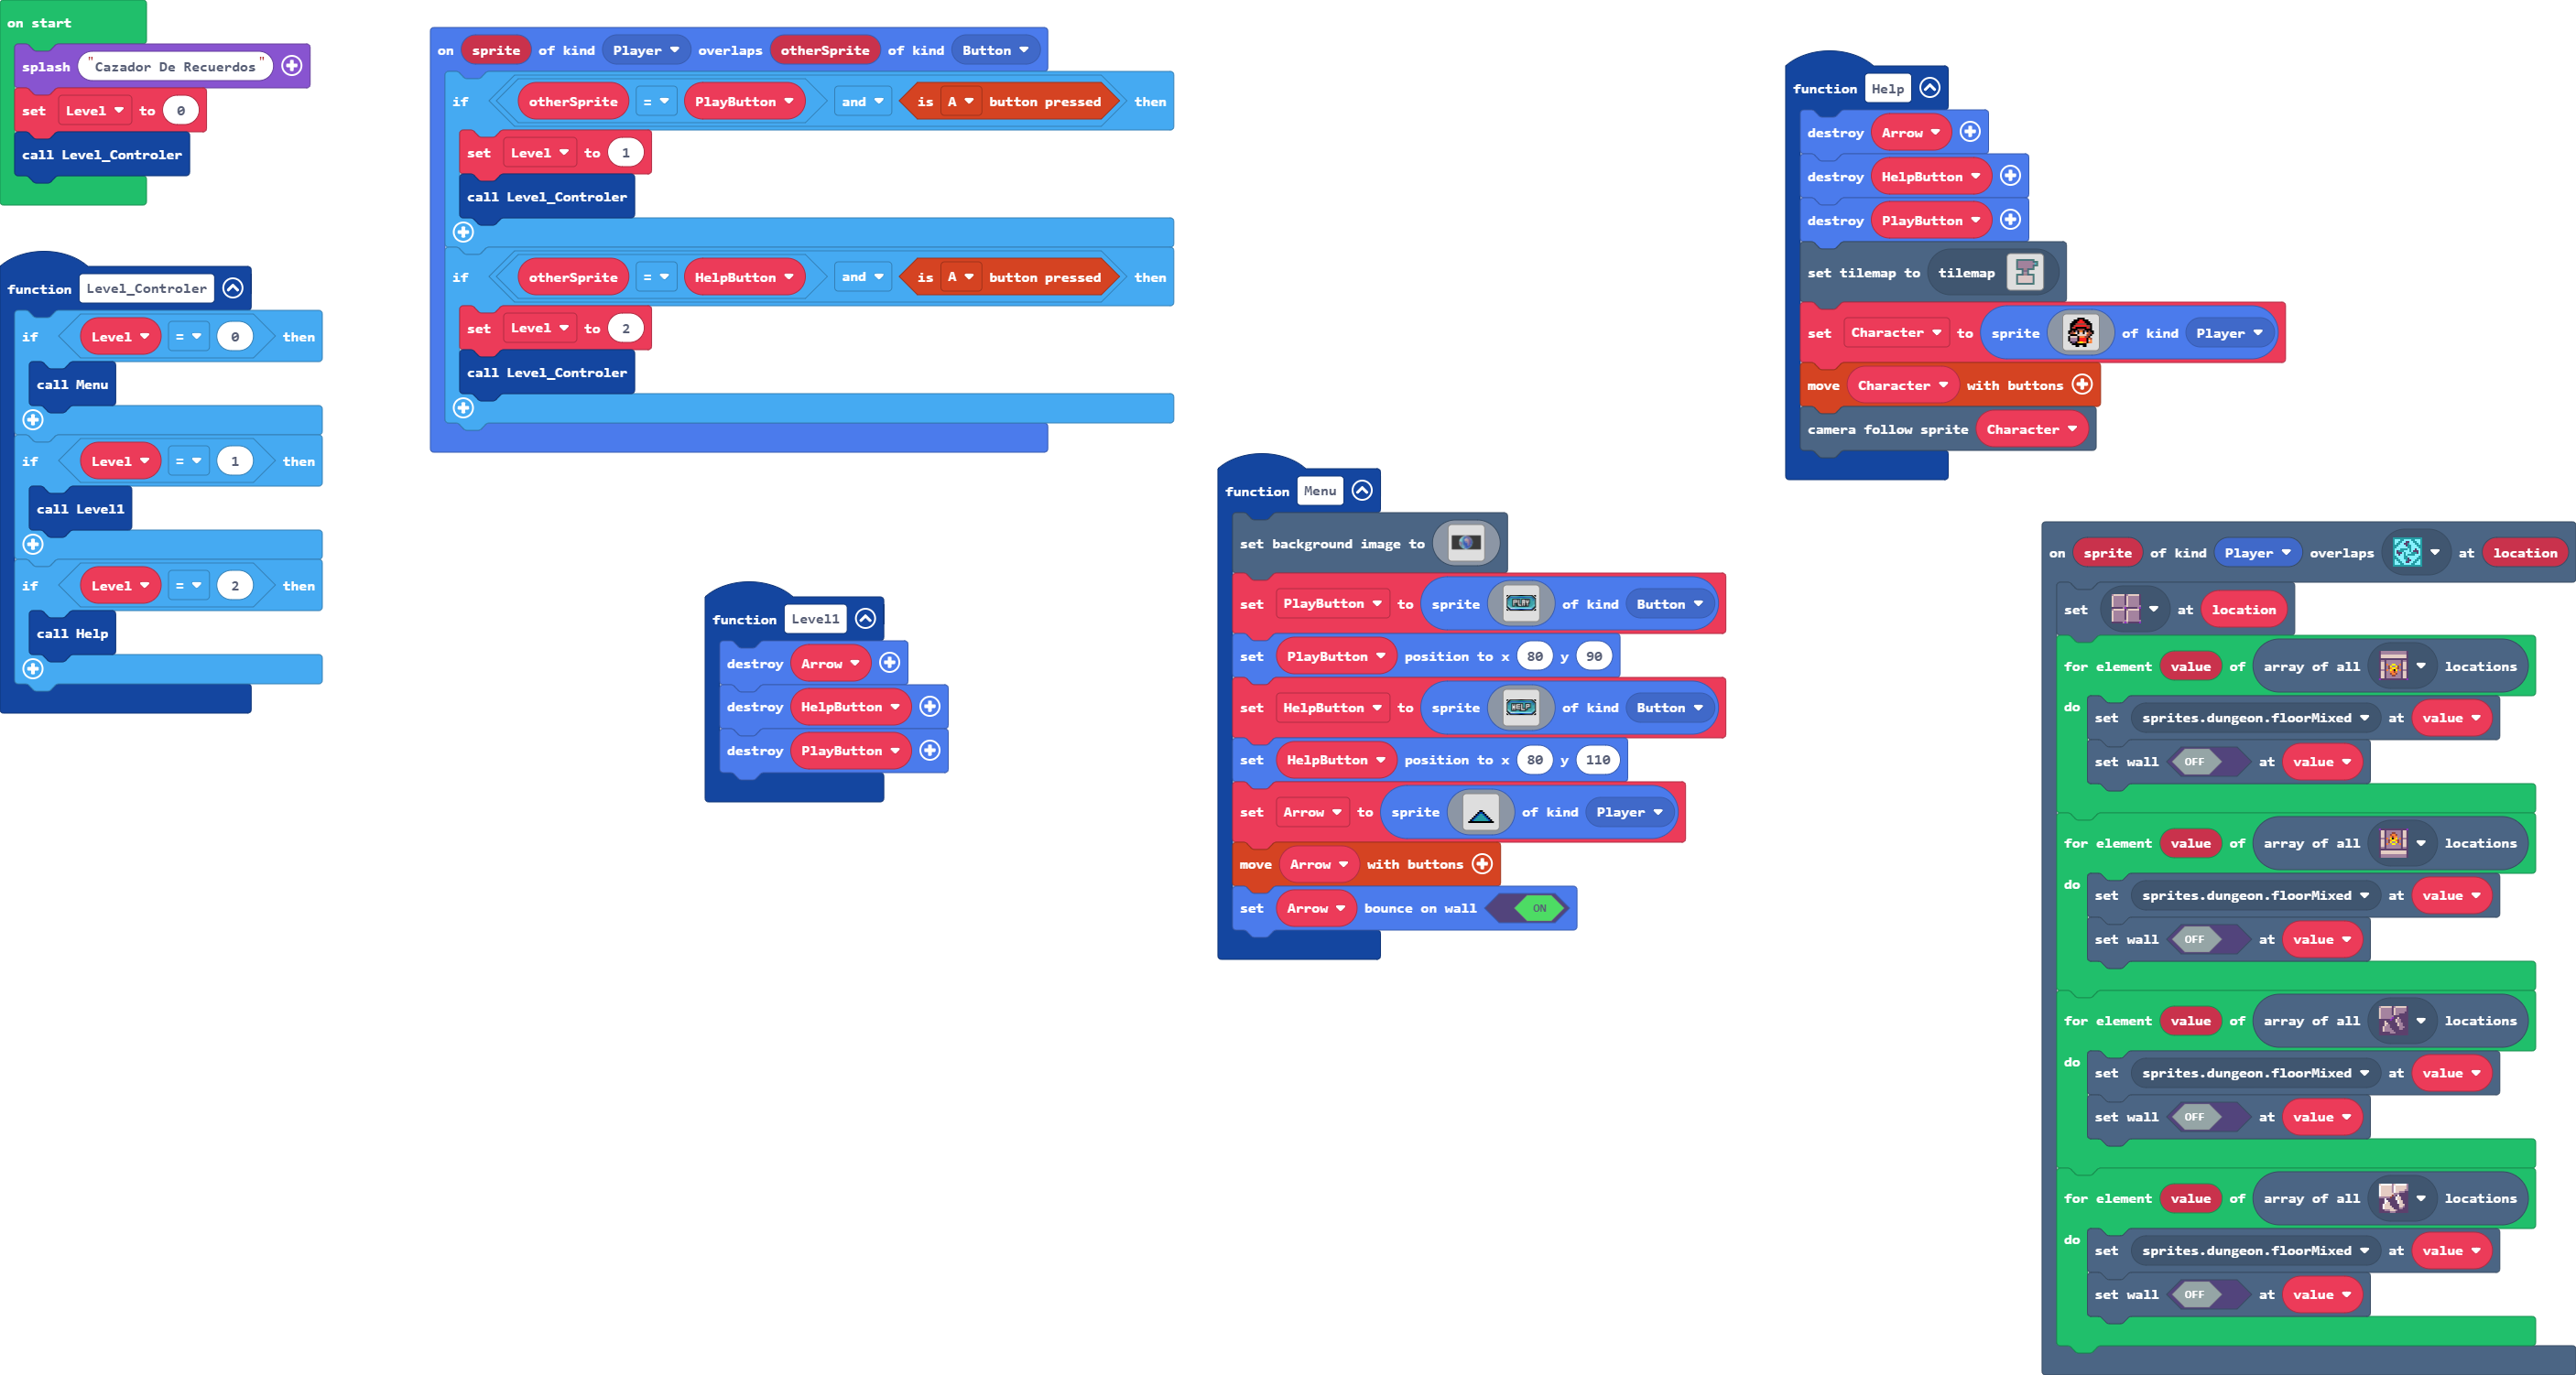 on start
splash "Cazador De Recuerdos"
set Level to 0
call Level_Controler
function Level_Controler
if Level = 0 then
call Menu
if Level = 1 then
call Level1
if Level = 2 then
call Help
on sprite of kind Player overlaps otherSprite of kind Button
if otherSprite = PlayButton and is A button pressed then
set Level to 1
call Level_Controler
if otherSprite = HelpButton and is A button pressed then
set Level to 2
call Level_Controler
function Level1
destroy Arrow
destroy HelpButton
destroy PlayButton
function Menu
set background image to
set PlayButton to sprite PLAY of kind Button
set PlayButton position to x 80 y 90
set HelpButton to sprite HELP of kind Button
set HelpButton position to x 80 y 110
set Arrow to sprite of kind Player
move Arrow with buttons
set Arrow bounce on wall ON
function Help
destroy Arrow
destroy HelpButton
destroy PlayButton
set tilemap to tilemap
set Character to sprite of kind Player
move Character with buttons
camera follow sprite Character
on sprite of kind Player overlaps at location
set at location
for element value of array of all locations
do
set sprites.dungeon.floorMixed at value
set wall OFF at value
for element value of array of all locations
do
set sprites.dungeon.floorMixed at value
set wall OFF at value
for element value of array of all locations
do
set sprites.dungeon.floorMixed at value
set wall OFF at value
for element value of array of all locations
do
set sprites.dungeon.floorMixed at value
set wall OFF at value